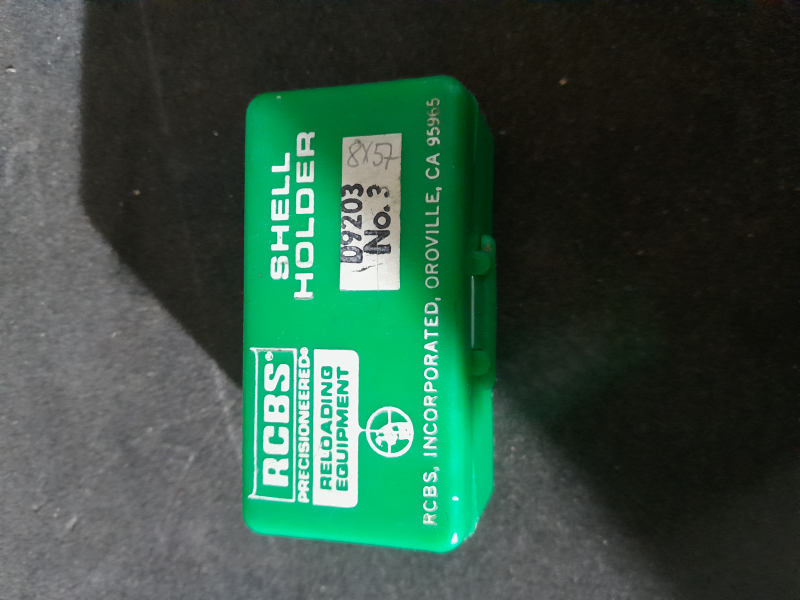 RCBS®
PRECISIONEERED®
RELOADING
EQUIPMENT
SHELL
HOLDER
8X57
09203
No. 3
RCBS, INCORPORATED, OROVILLE, CA 95965